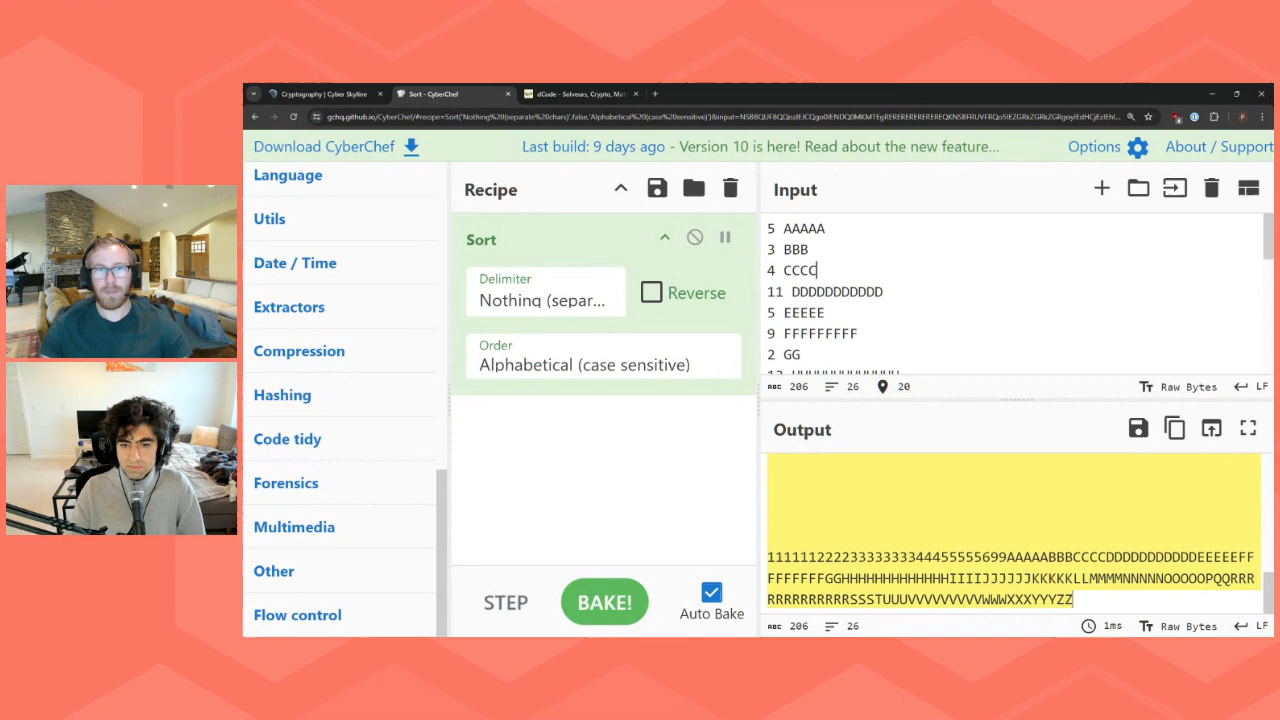 Cryptography | Cyber Skyline
Sort - CyberChef
dCode - Solveurs, Crypto, Mat
Download CyberChef
Last build: 9 days ago - Version 10 is here! Read about the new feature...
Options
About / Support
Language
Utils
Date / Time
Extractors
Compression
Hashing
Code tidy
Forensics
Multimedia
Other
Flow control
Recipe
Sort
Delimiter
Nothing (separ...
Reverse
Order
Alphabetical (case sensitive)
STEP
BAKE!
Auto Bake
Input
5 AAAAA
3 BBB
4 CCCC
11 DDDDDDDDDDD
5 EEEEE
9 FFFFFFFFF
2 GG
206
26
20
Raw Bytes
LF
Output
206
26
1ms
Raw Bytes
LF